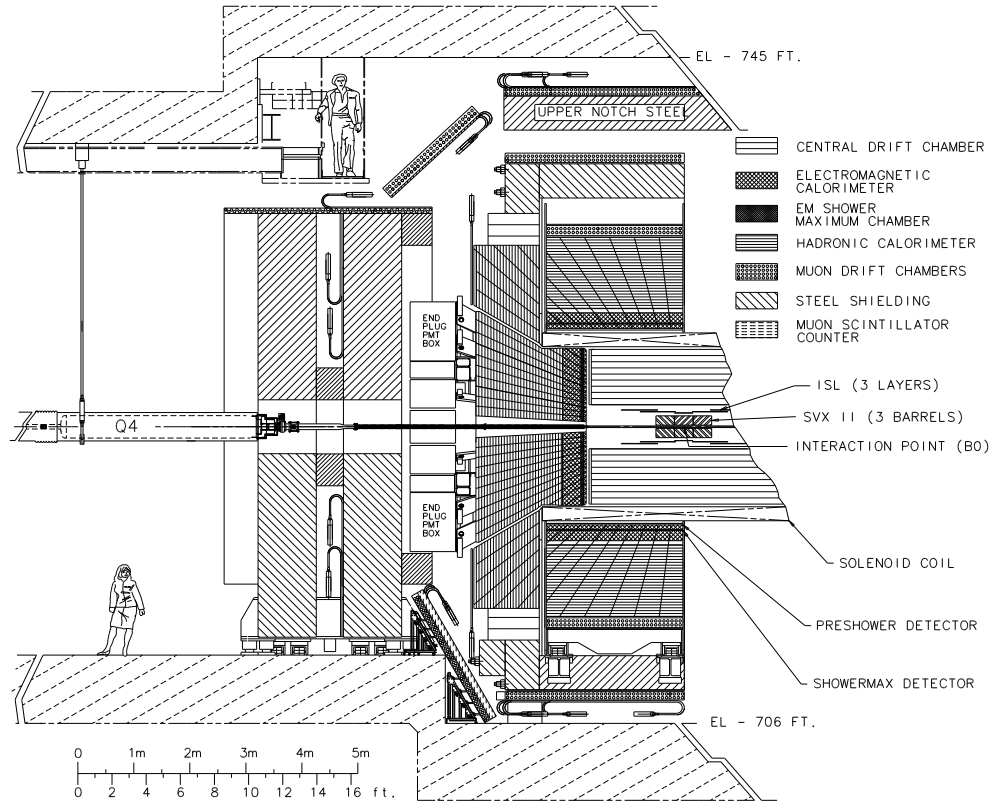 EL - 745 FT.
UPPER NOTCH STEEL
CENTRAL DRIFT CHAMBER
ELECTROMAGNETIC
CALORIMETER
EM SHOWER
MAXIMUM CHAMBER
HADRONIC CALORIMETER
MUON DRIFT CHAMBERS
STEEL SHIELDING
MUON SCINTILLATOR
COUNTER
END
PLUG
PMT
BOX
ISL (3 LAYERS)
SVX II (3 BARRELS)
INTERACTION POINT (B0)
Q4
END
PLUG
PMT
BOX
SOLENOID COIL
PRESHOWER DETECTOR
SHOWERMAX DETECTOR
EL - 706 FT.
0 1m 2m 3m 4m 5m
0 2 4 6 8 10 12 14 16 ft.